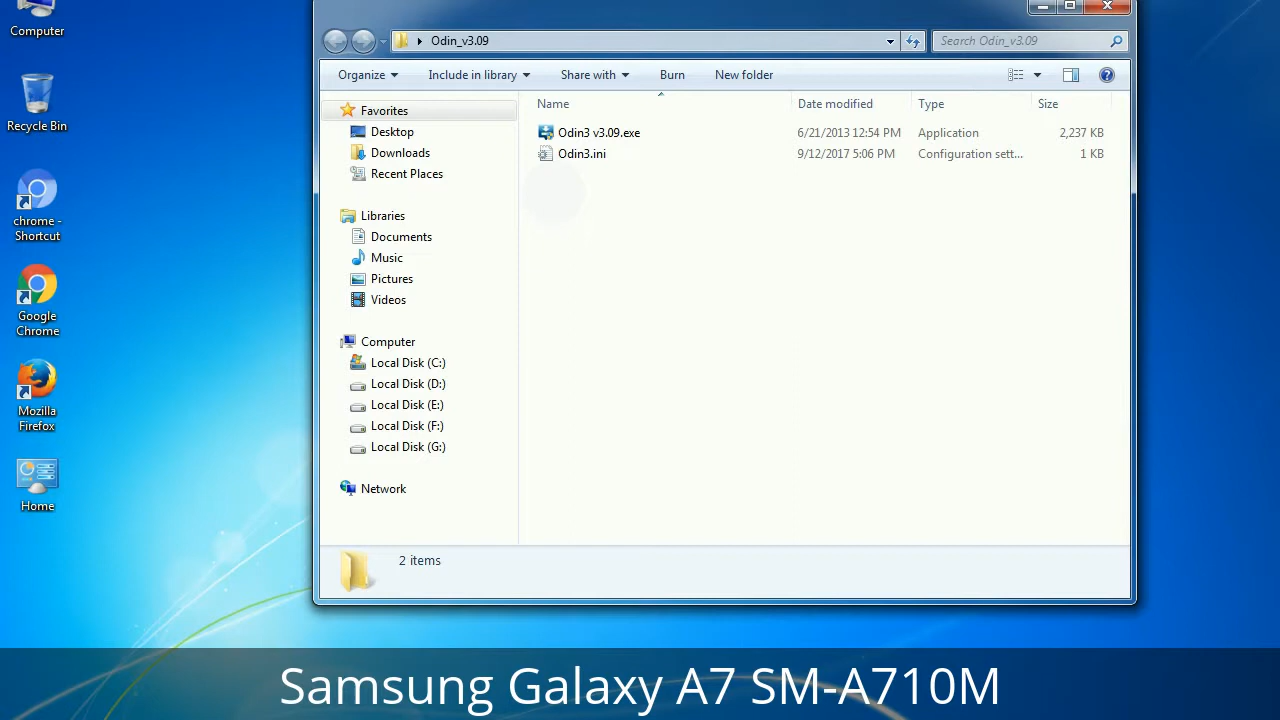 Computer
Recycle Bin
chrome -
Shortcut
Google
Chrome
Mozilla
Firefox
Home
Odin_v3.09
Search Odin_v3.09
Organize
Include in library
Share with
Burn
New folder
Favorites
Desktop
Downloads
Recent Places
Libraries
Documents
Music
Pictures
Videos
Computer
Local Disk (C:)
Local Disk (D:)
Local Disk (E:)
Local Disk (F:)
Local Disk (G:)
Network
Name Date modified Type Size
Odin3 v3.09.exe 6/21/2013 12:54 PM Application 2,237 KB
Odin3.ini 9/12/2017 5:06 PM Configuration sett... 1 KB
2 items
Samsung Galaxy A7 SM-A710M